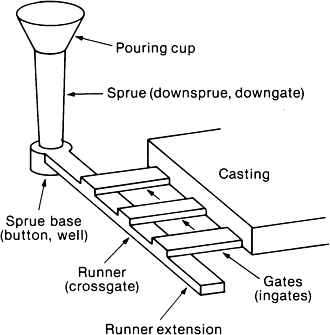 Pouring cup
Sprue (downsprue, downgate)
Casting
Sprue base
(button, well)
Runner
(crossgate)
Gates
(ingates)
Runner extension